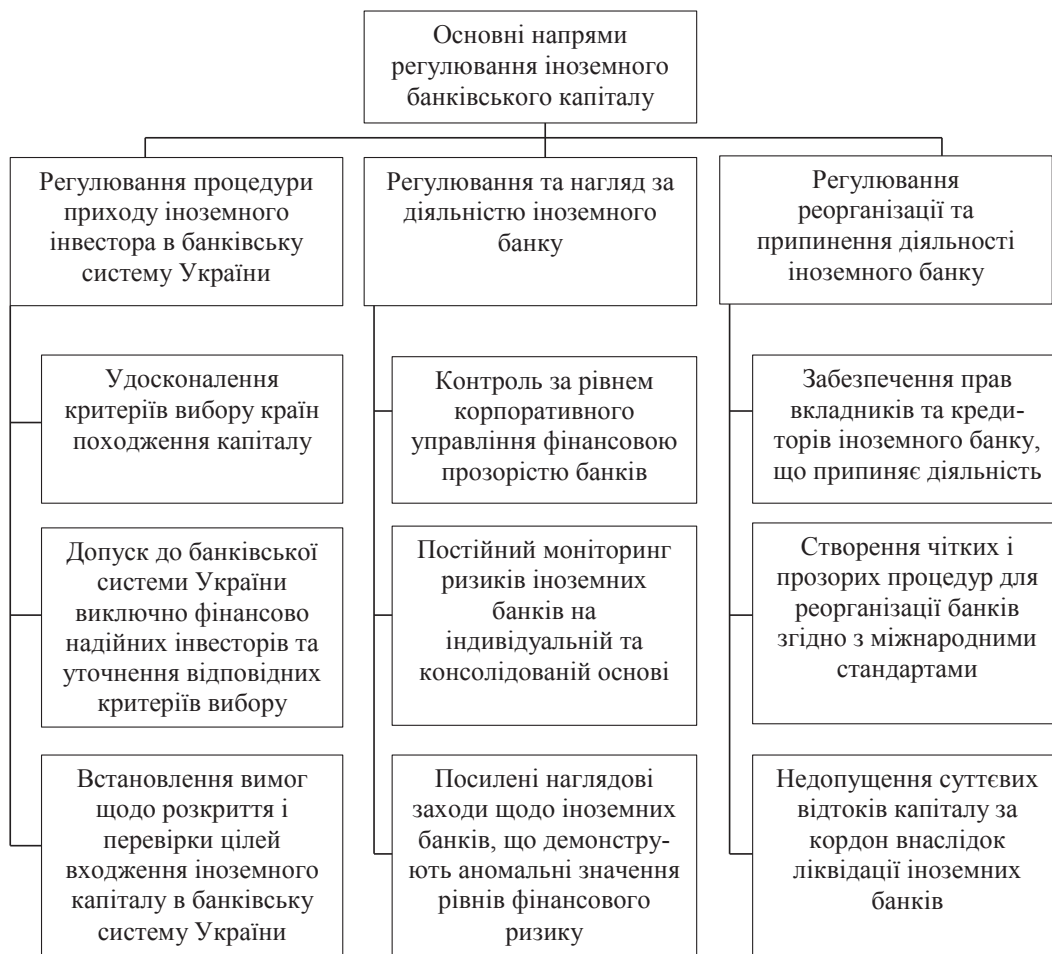 Основні напрями
регулювання іноземного
банківського капіталу
Регулювання процедури
приходу іноземного
інвестора в банківську
систему України
Регулювання та нагляд за
діяльністю іноземного
банку
Регулювання
реорганізації та
припинення діяльності
іноземного банку
Удосконалення
критеріїв вибору країн
походження капіталу
Контроль за рівнем
корпоративного
управління фінансовою
прозорістю банків
Забезпечення прав
вкладників та креди-
торів іноземного банку,
що припиняє діяльність
Допуск до банківської
системи України
виключно фінансово
надійних інвесторів та
уточнення відповідних
критеріїв вибору
Постійний моніторинг
ризиків іноземних
банків на
індивідуальній та
консолідованій основі
Створення чітких і
прозорих процедур для
реорганізації банків
згідно з міжнародними
стандартами
Встановлення вимог
щодо розкриття і
перевірки цілей
входження іноземного
капіталу в банківську
систему України
Посилені наглядові
заходи щодо іноземних
банків, що демонстру-
ють аномальні значення
рівнів фінансового
ризику
Недопущення суттєвих
відтоків капіталу за
кордон внаслідок
ліквідації іноземних
банків